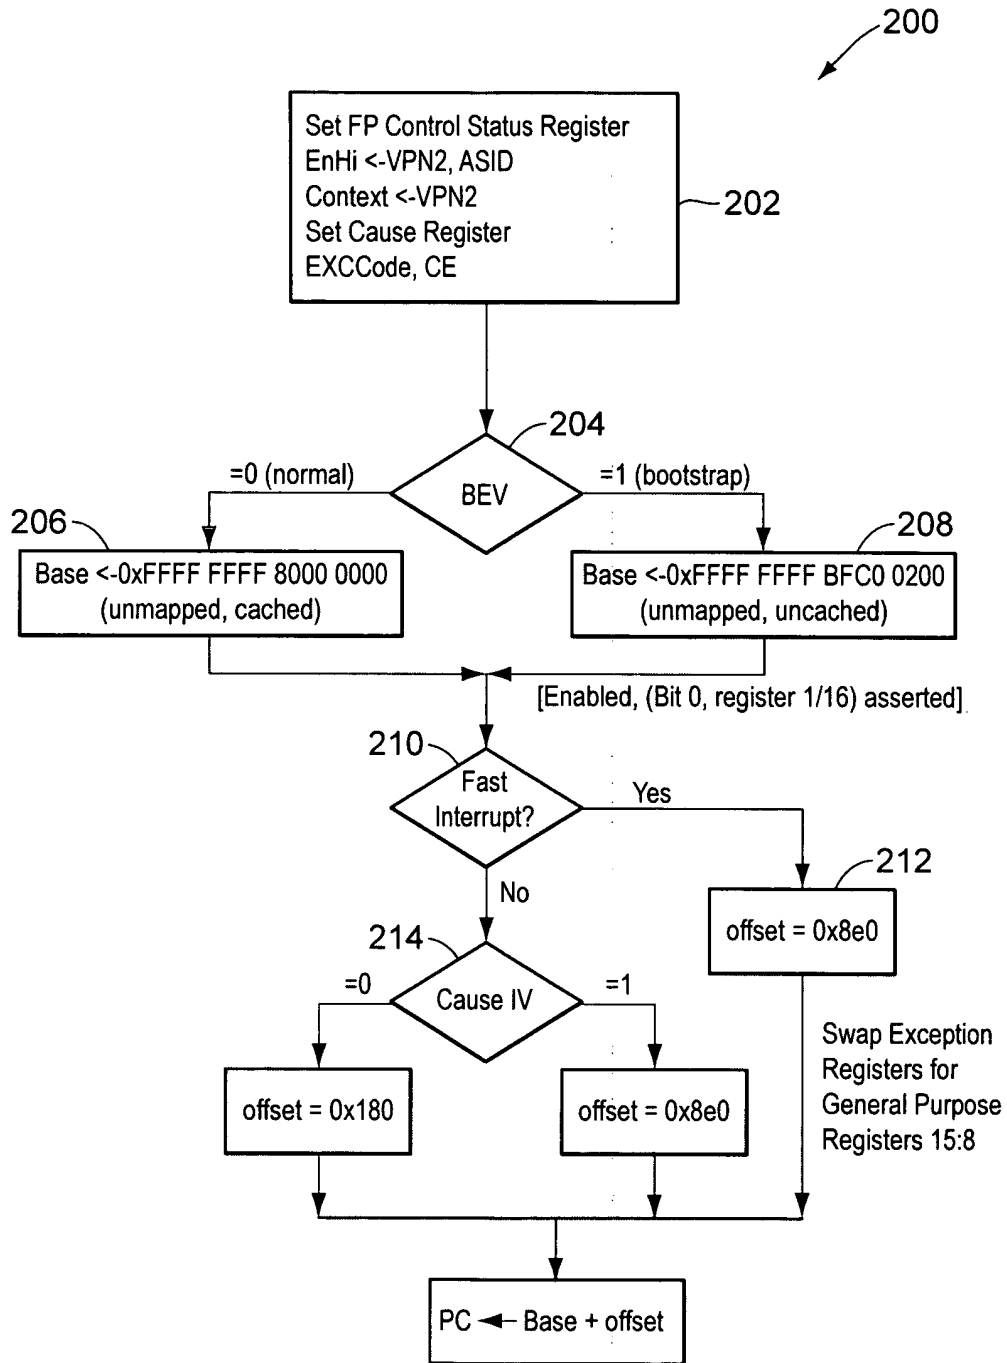 200
Set FP Control Status Register
EnHi <-VPN2, ASID
Context <-VPN2
Set Cause Register
EXCCode, CE
202
204
BEV
=0 (normal)
=1 (bootstrap)
206
Base <-0xFFFF FFFF 8000 0000
(unmapped, cached)
208
Base <-0xFFFF FFFF BFC0 0200
(unmapped, uncached)
[Enabled, (Bit 0, register 1/16) asserted]
210
Fast
Interrupt?
Yes
No
212
offset = 0x8e0
214
Cause IV
=0
=1
offset = 0x180
offset = 0x8e0
Swap Exception
Registers for
General Purpose
Registers 15:8
PC ◄– Base + offset